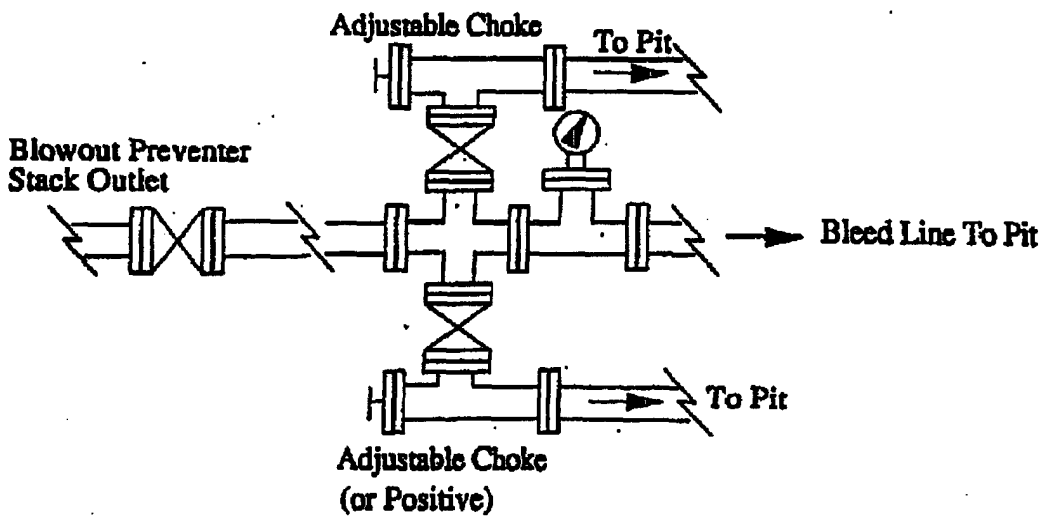 Adjustable Choke
To Pit
Blowout Preventer
Stack Outlet
Bleed Line To Pit
To Pit
Adjustable Choke
(or Positive)